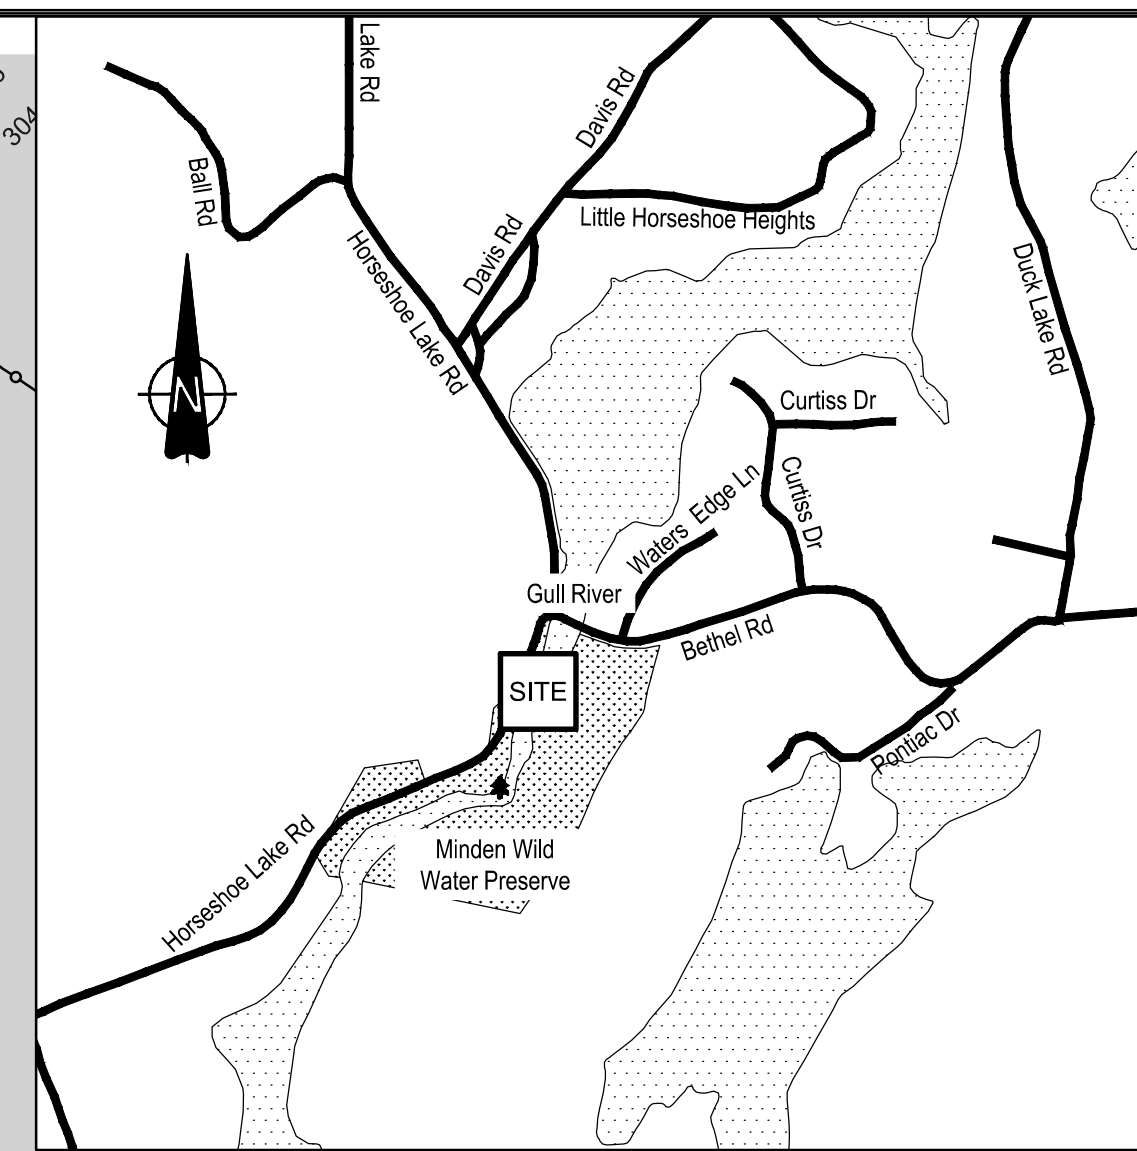 Lake Rd
304
Davis Rd
Ball Rd
Little Horseshoe Heights
Davis Rd
Horseshoe Lake Rd
Duck Lake Rd
N
Curtiss Dr
Curtiss Dr
Waters Edge Ln
Gull River
Bethel Rd
SITE
Pontiac Dr
Horseshoe Lake Rd
Minden Wild
Water Preserve